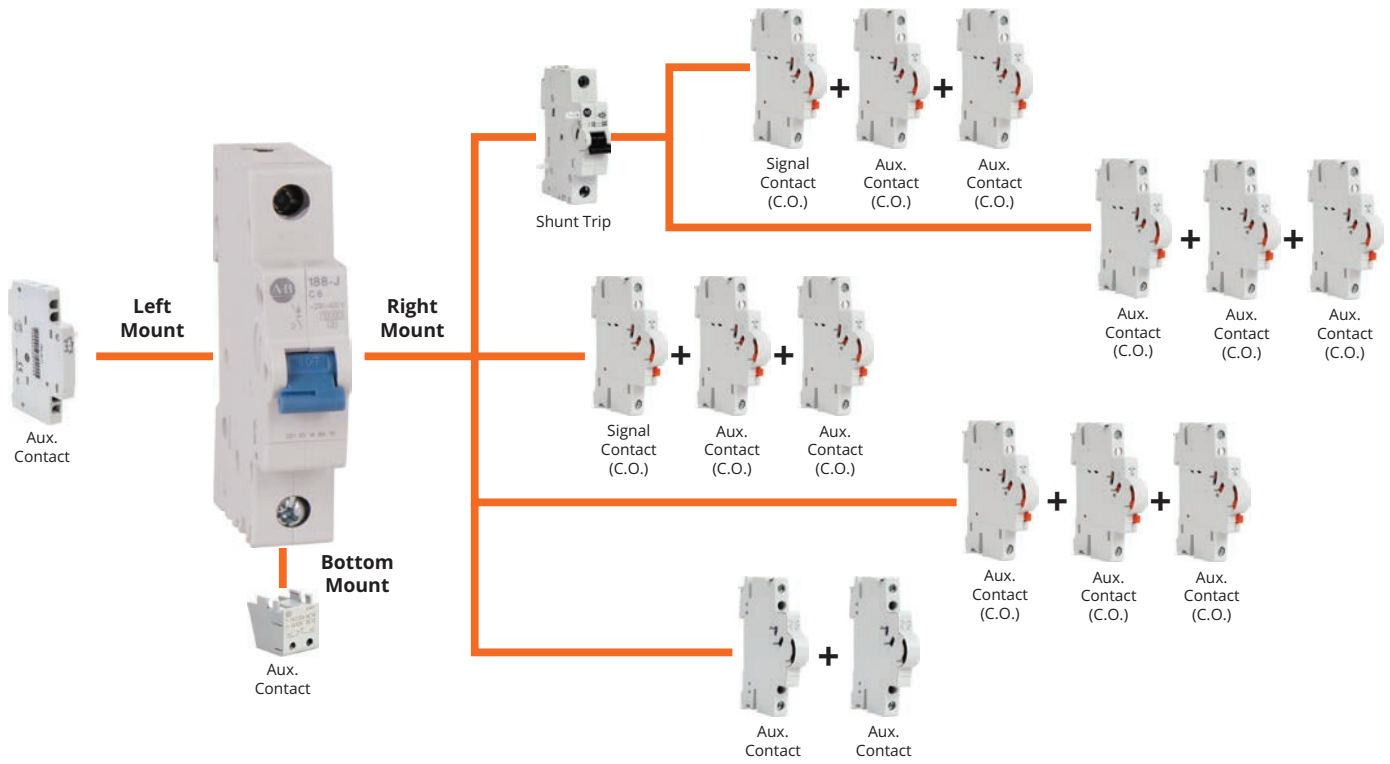 Signal
Contact
(C.O.)
+
Aux.
Contact
(C.O.)
+
Aux.
Contact
(C.O.)
Shunt Trip
Aux.
Contact
(C.O.)
+
Aux.
Contact
(C.O.)
+
Aux.
Contact
(C.O.)
Left
Mount
Aux.
Contact
AB
188-J
C 6
Right
Mount
Signal
Contact
(C.O.)
+
Aux.
Contact
(C.O.)
+
Aux.
Contact
(C.O.)
Bottom
Mount
Aux.
Contact
Aux.
Contact
(C.O.)
+
Aux.
Contact
(C.O.)
+
Aux.
Contact
(C.O.)
Aux.
Contact
+
Aux.
Contact